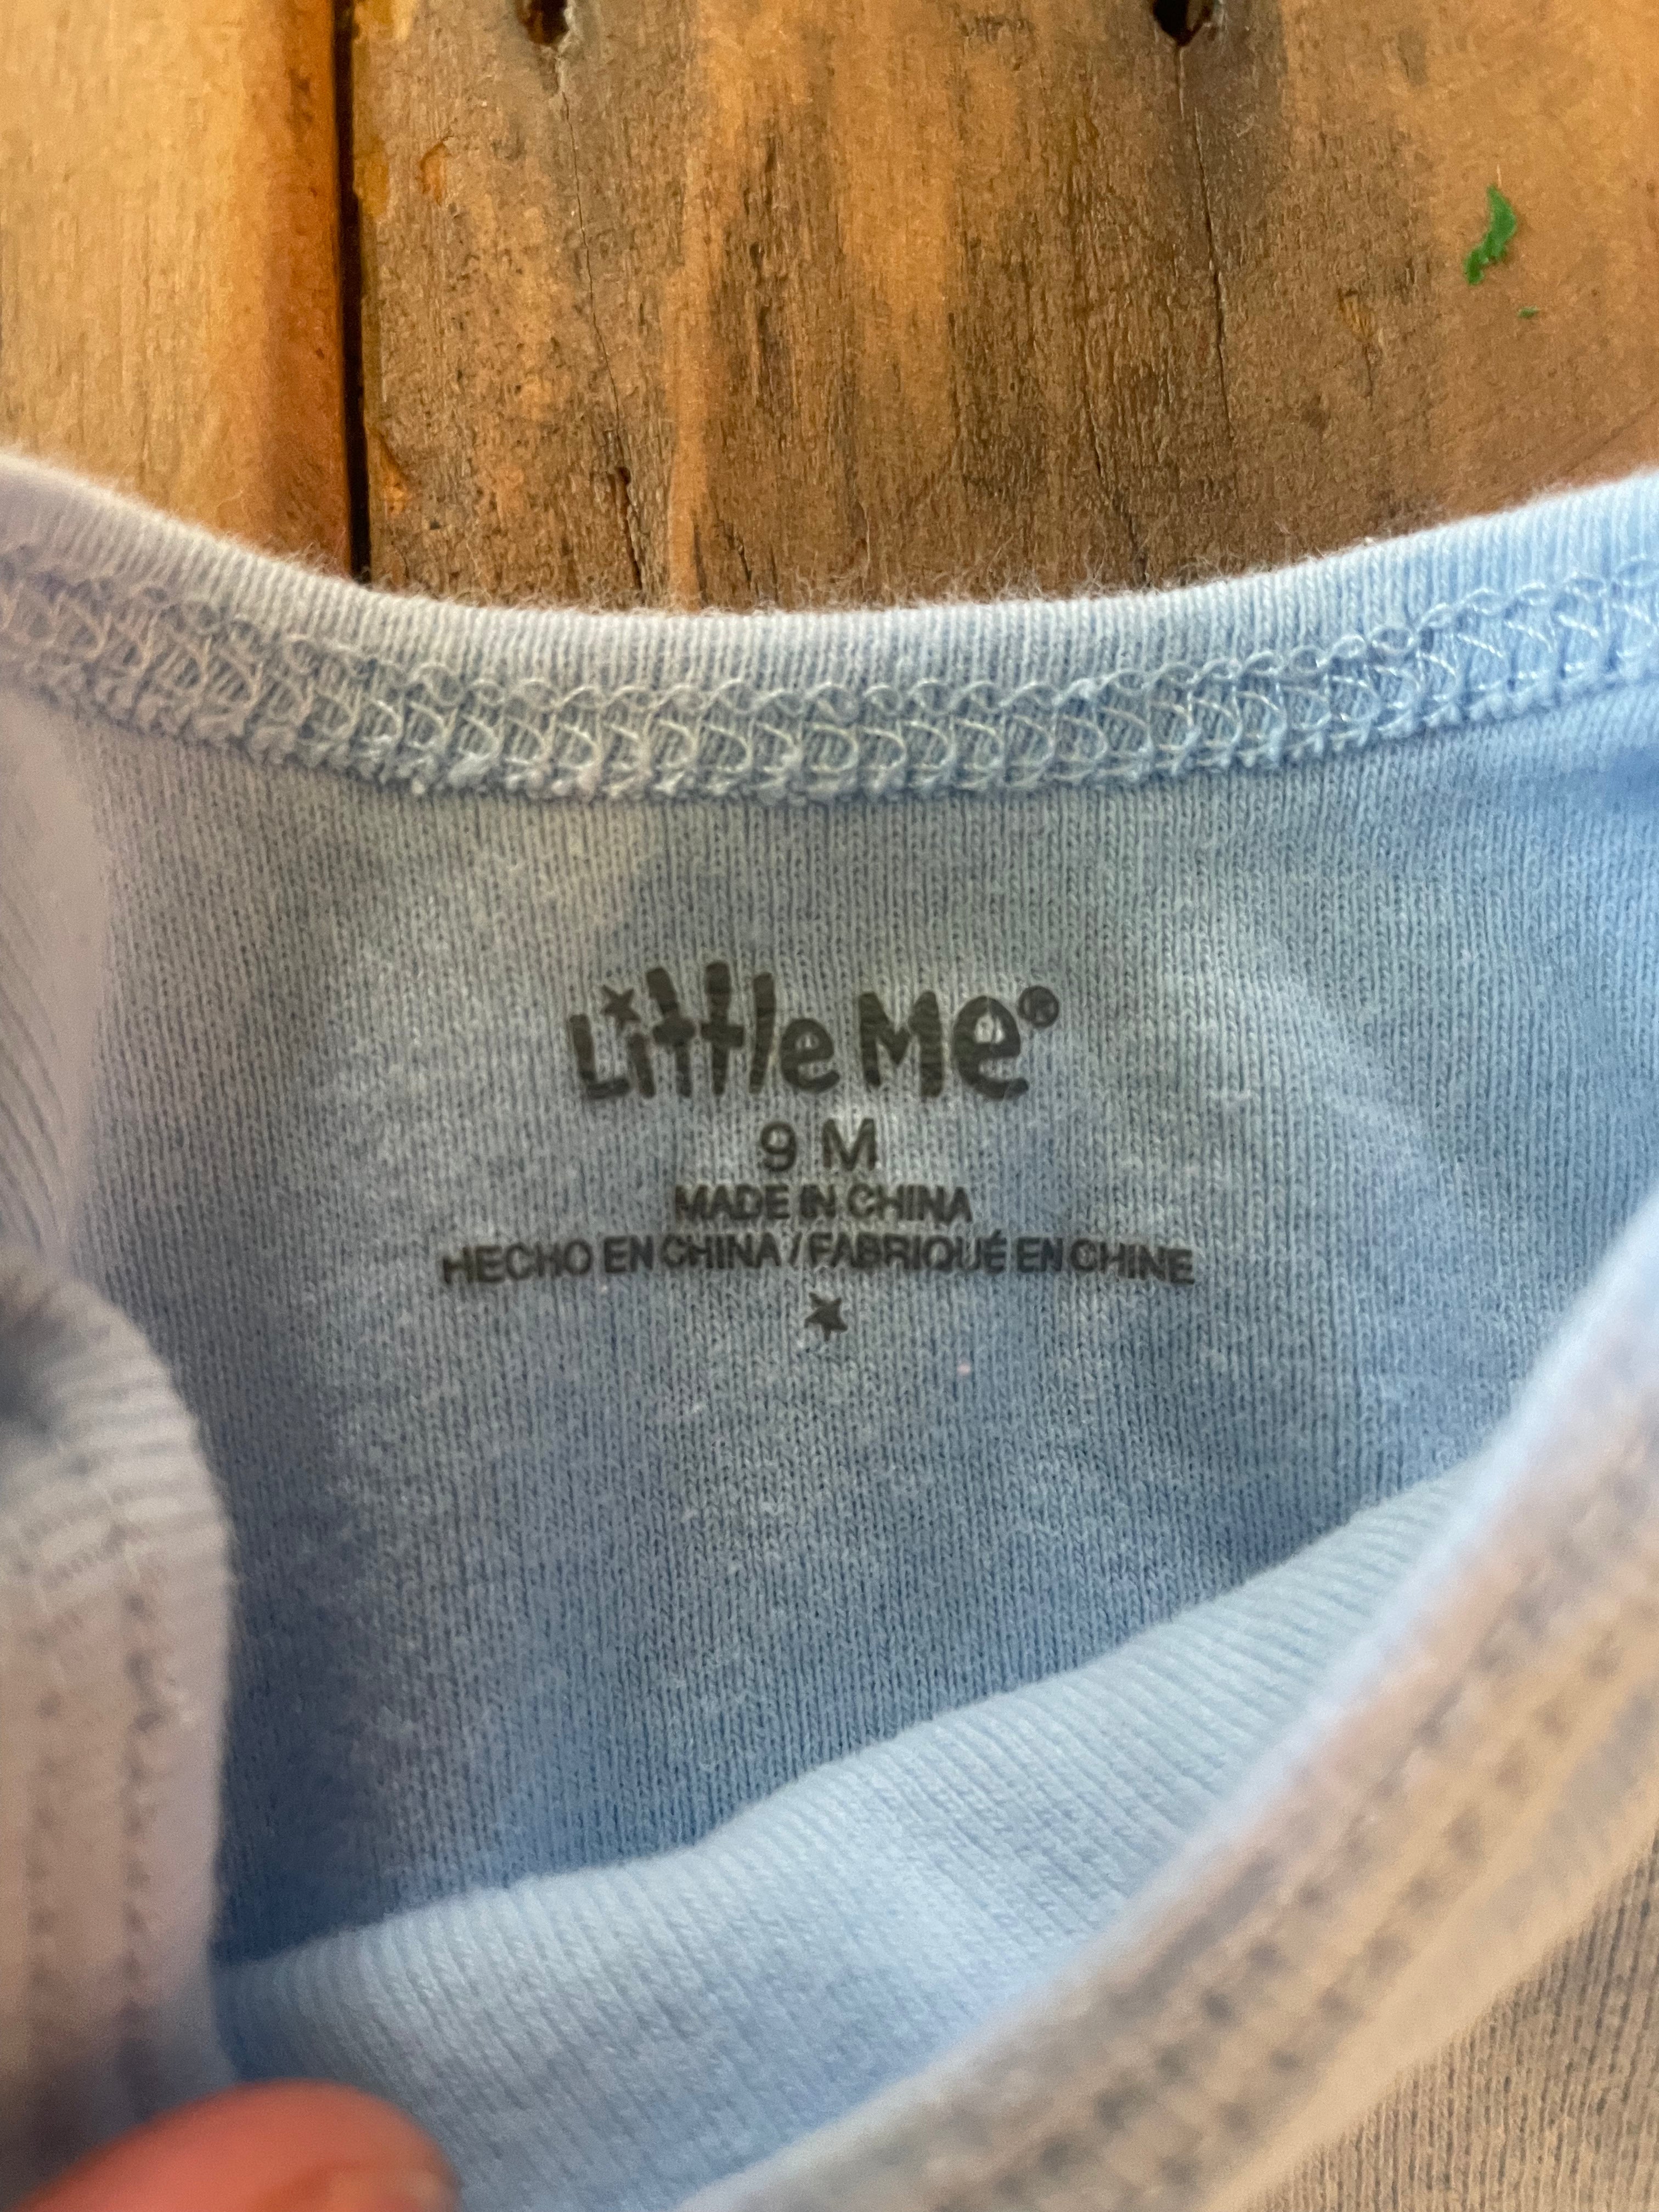 Little Me®
9 M
MADE IN CHINA
HECHO EN CHINA / FABRIQUÉ EN CHINE